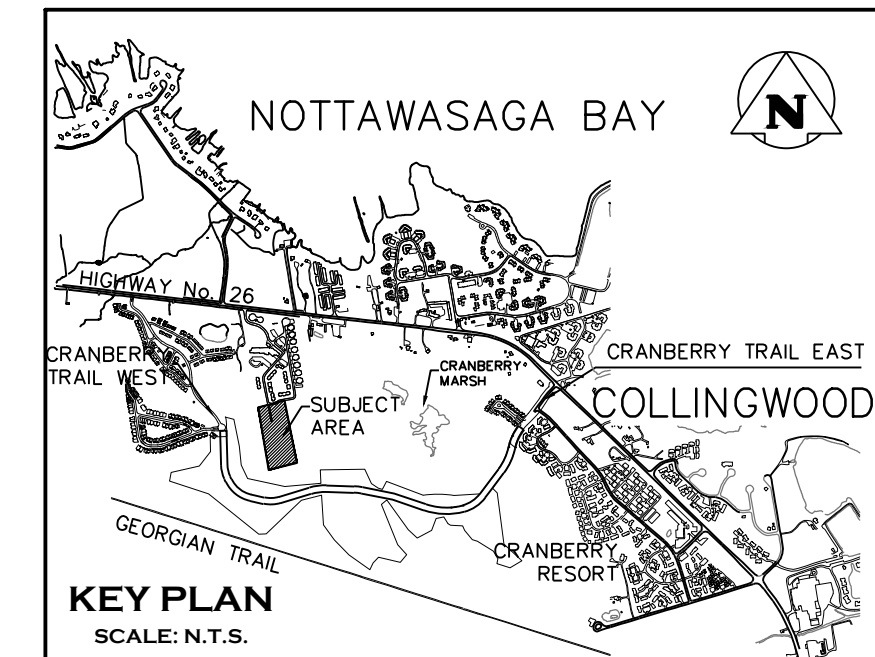 NOTTAWASAGA BAY
N
HIGHWAY No. 26
CRANBERRY
TRAIL WEST
CRANBERRY
MARSH
CRANBERRY TRAIL EAST
SUBJECT
AREA
COLLINGWOOD
GEORGIAN TRAIL
CRANBERRY
RESORT
KEY PLAN
SCALE: N.T.S.